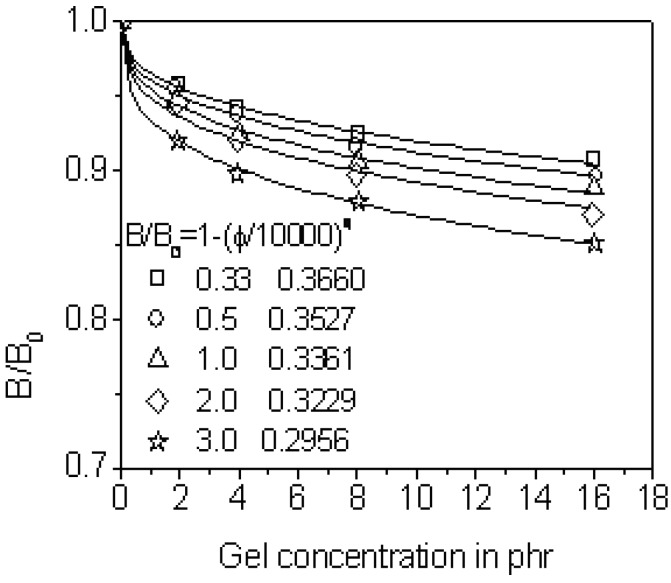 1.0
0.9
0.8
0.7
B/B0
B/B0=1-(ϕ/10000)
0.33 0.3660
0.5 0.3527
1.0 0.3361
2.0 0.3229
3.0 0.2956
0 2 4 6 8 10 12 14 16 18
Gel concentration in phr